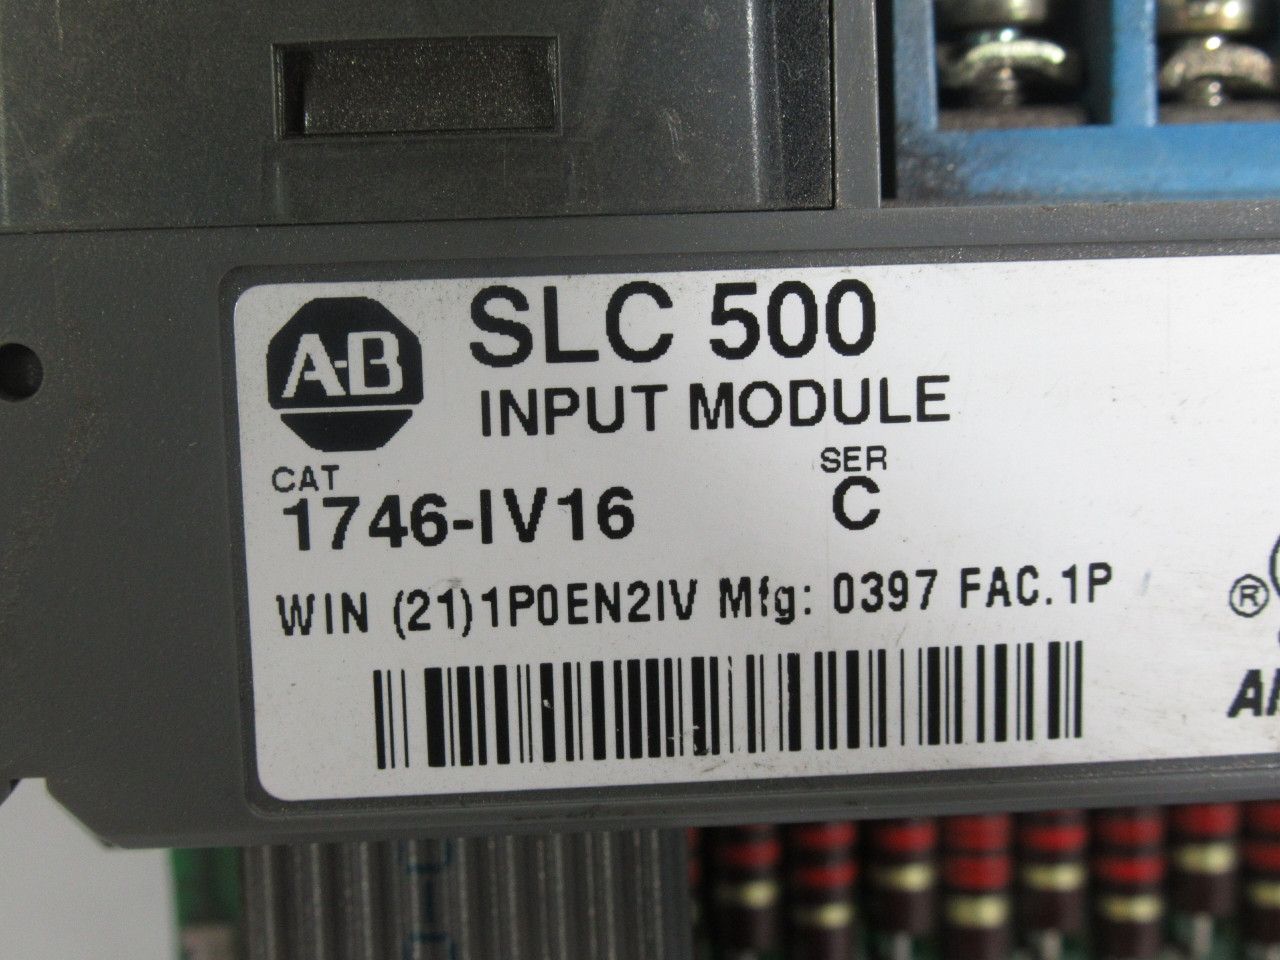 A-B
SLC 500
INPUT MODULE
CAT
SER
1746-IV16
C
WIN (21)1P0EN2IV Mfg: 0397 FAC.1P
®